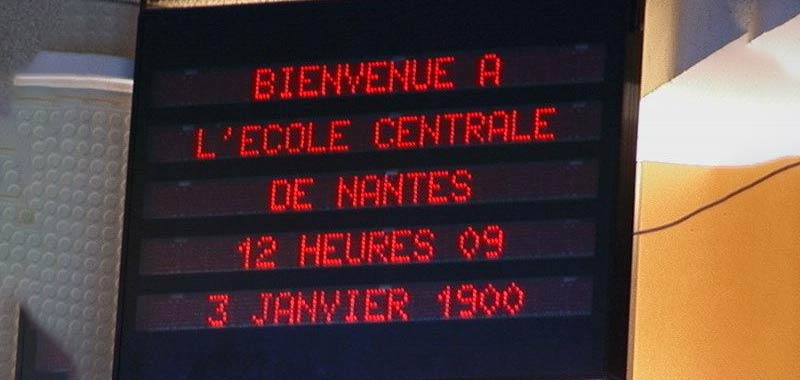 BIENVENUE A
L'ECOLE CENTRALE
DE NANTES
12 HEURES 09
3 JANVIER 1900